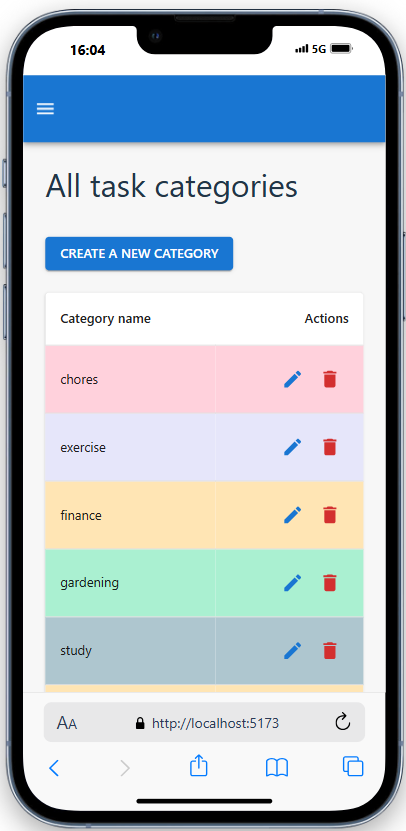 16:04
5G
All task categories
CREATE A NEW CATEGORY
Category name Actions
chores
exercise
finance
gardening
study
AA http://localhost:5173